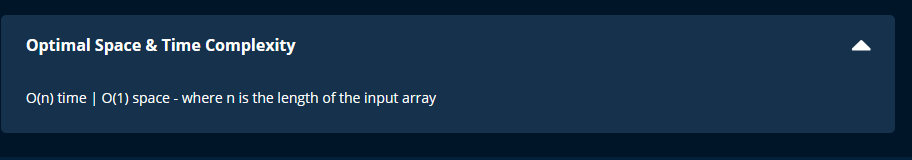 Optimal Space & Time Complexity
O(n) time | O(1) space - where n is the length of the input array